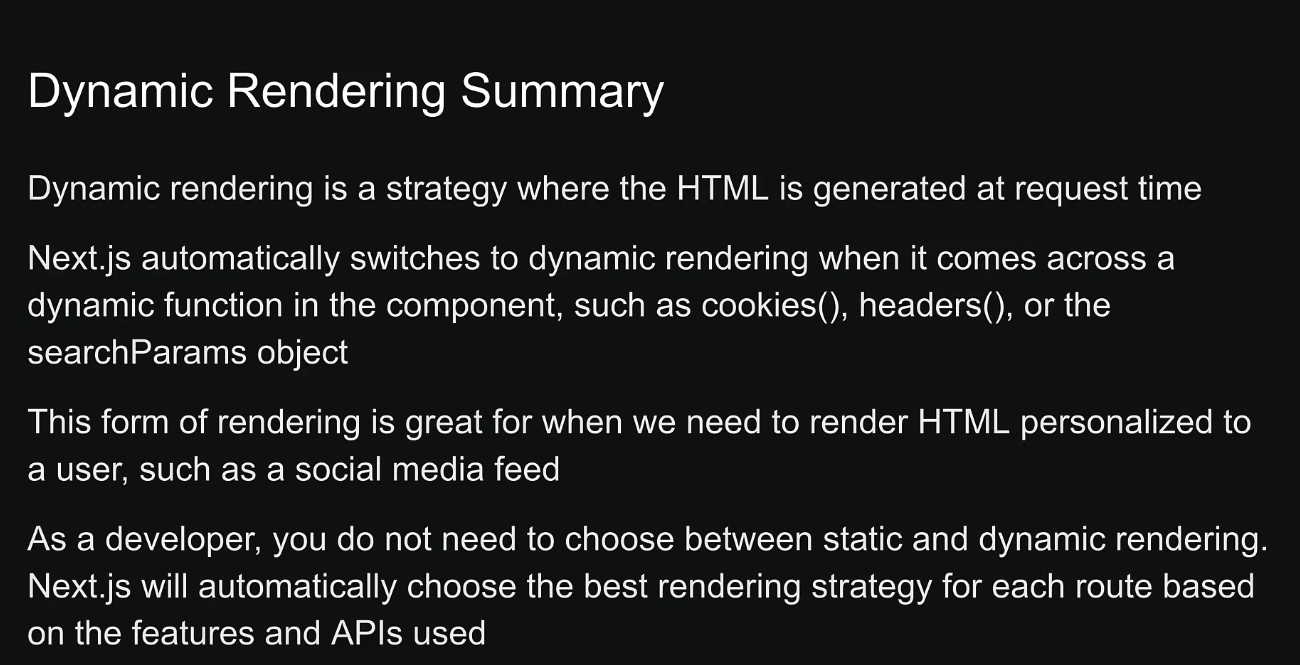 Dynamic Rendering Summary
Dynamic rendering is a strategy where the HTML is generated at request time
Next.js automatically switches to dynamic rendering when it comes across a
dynamic function in the component, such as cookies(), headers(), or the
searchParams object
This form of rendering is great for when we need to render HTML personalized to
a user, such as a social media feed
As a developer, you do not need to choose between static and dynamic rendering.
Next.js will automatically choose the best rendering strategy for each route based
on the features and APIs used